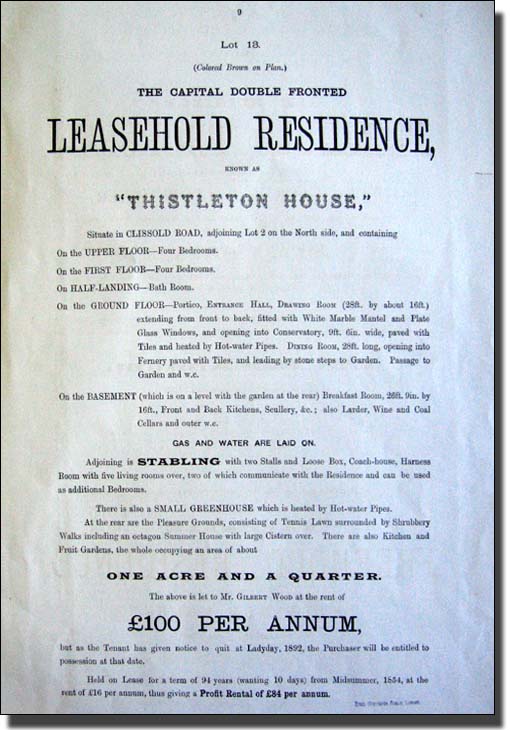 9
Lot 13.
(Colored Brown on Plan.)
THE CAPITAL DOUBLE FRONTED
LEASEHOLD RESIDENCE,
KNOWN AS
"THISTLETON HOUSE,"
Situate in CLISSOLD ROAD, adjoining Lot 2 on the North side, and containing
On the UPPER FLOOR—Four Bedrooms.
On the FIRST FLOOR—Four Bedrooms.
On HALF-LANDING—Bath Room.
On the GROUND FLOOR—Portico, ENTRANCE HALL, DRAWING ROOM (28ft. by about 16ft.)
extending from front to back, fitted with White Marble Mantel and Plate
Glass Windows, and opening into Conservatory, 9ft. 6in. wide, paved with
Tiles and heated by Hot-water Pipes. DINING ROOM, 28ft. long, opening into
Fernery paved with Tiles, and leading by stone steps to Garden. Passage to
Garden and w.c.
On the BASEMENT (which is on a level with the garden at the rear) Breakfast Room, 26ft. 9in. by
16ft., Front and Back Kitchens, Scullery, &c.; also Larder, Wine and Coal
Cellars and outer w.c.
GAS AND WATER ARE LAID ON.
Adjoining is STABLING with two Stalls and Loose Box, Coach-house, Harness
Room with five living rooms over, two of which communicate with the Residence and can be used
as additional Bedrooms.
There is also a SMALL GREENHOUSE which is heated by Hot-water Pipes.
At the rear are the Pleasure Grounds, consisting of Tennis Lawn surrounded by Shrubbery
Walks including an octagon Summer House with large Cistern over. There are also Kitchen and
Fruit Gardens, the whole occupying an area of about
ONE ACRE AND A QUARTER.
The above is let to Mr. GILBERT WOOD at the rent of
£100 PER ANNUM,
but as the Tenant has given notice to quit at Ladyday, 1892, the Purchaser will be entitled to
possession at that date.
Held on Lease for a term of 94 years (wanting 10 days) from Midsummer, 1854, at the
rent of £16 per annum, thus giving a Profit Rental of £84 per annum.